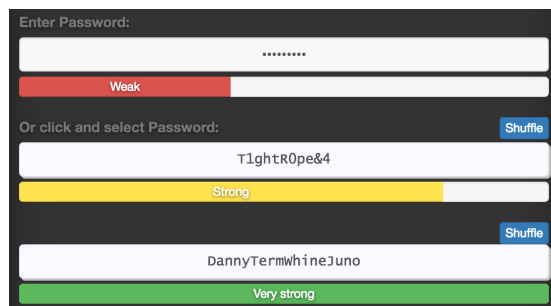 Enter Password:
•••••••••
Weak
Or click and select Password:
Shuffle
T1ghtR0pe&4
Strong
Shuffle
DannyTermWhineJuno
Very strong